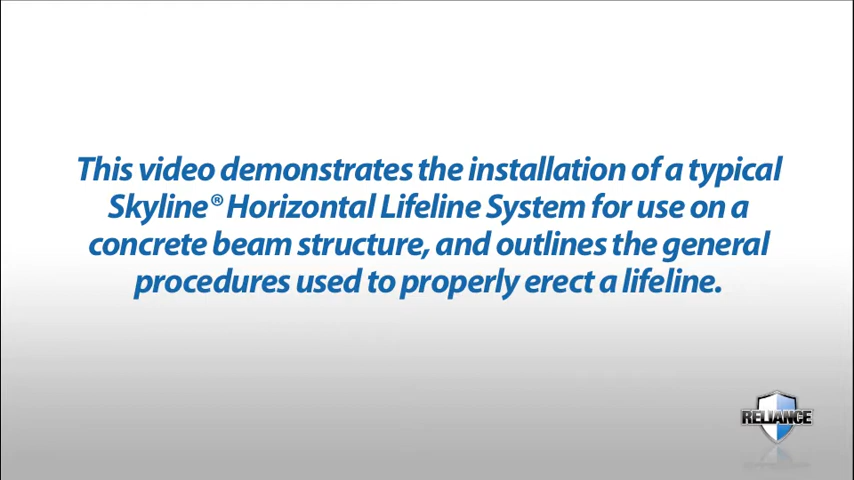 This video demonstrates the installation of a typical
Skyline® Horizontal Lifeline System for use on a
concrete beam structure, and outlines the general
procedures used to properly erect a lifeline.
RELIANCE